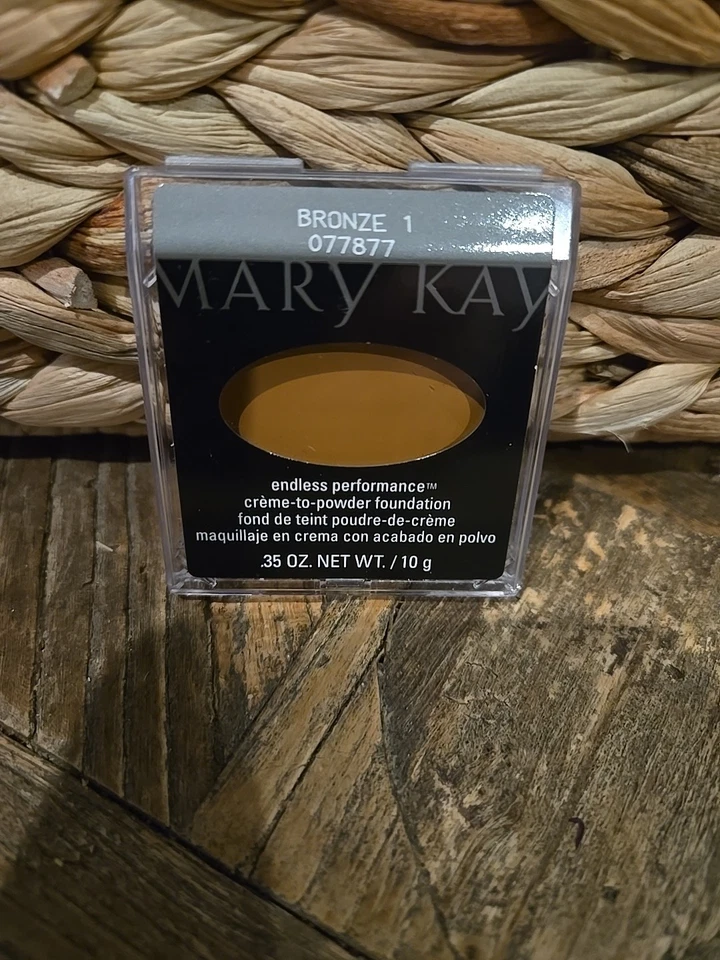 BRONZE 1
077877
MARY KAY
endless performance™
crème-to-powder foundation
fond de teint poudre-de-crème
maquillaje en crema con acabado en polvo
.35 OZ. NET WT. / 10 g